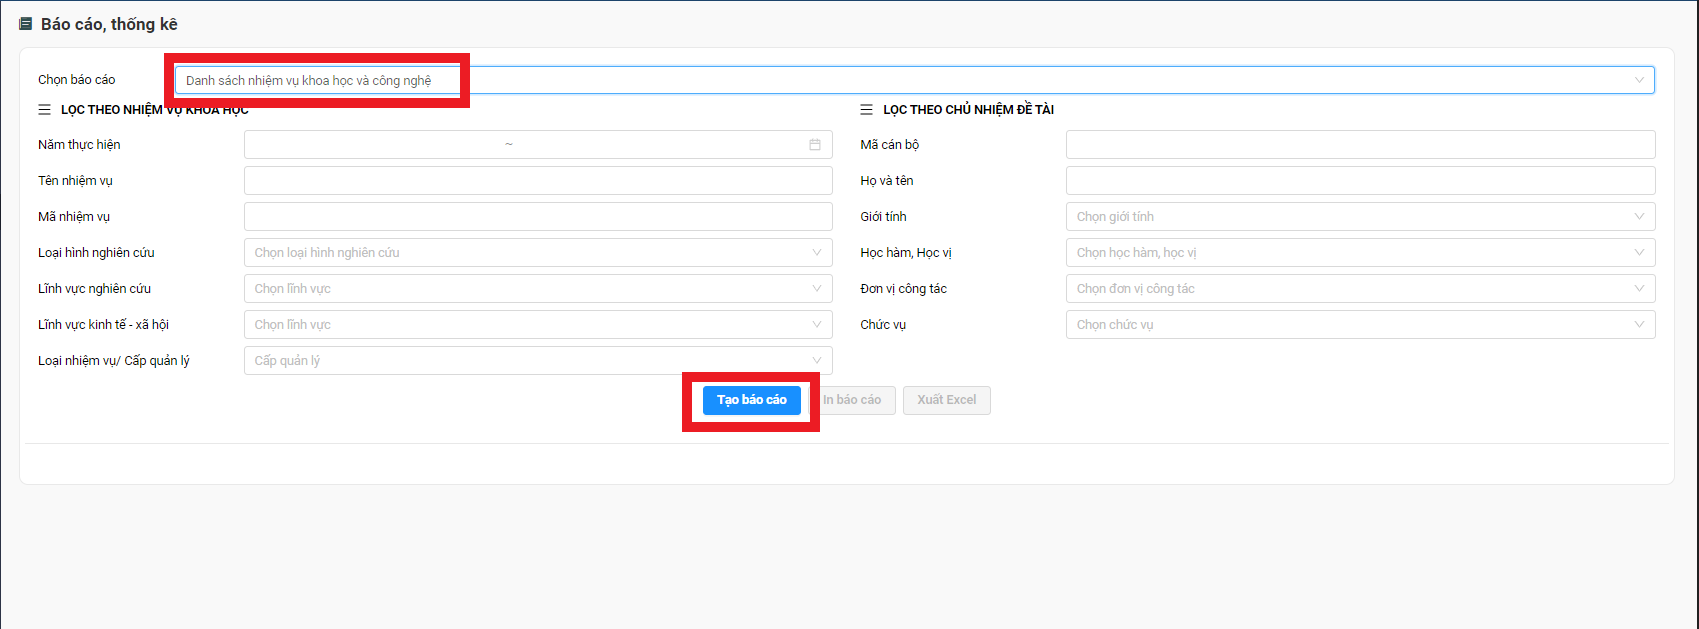 Báo cáo, thống kê
Chọn báo cáo
Danh sách nhiệm vụ khoa học và công nghệ
LỌC THEO NHIỆM VỤ KHOA HỌC
LỌC THEO CHỦ NHIỆM ĐỀ TÀI
Năm thực hiện
~
Mã cán bộ
Tên nhiệm vụ
Họ và tên
Mã nhiệm vụ
Giới tính
Chọn giới tính
Loại hình nghiên cứu
Chọn loại hình nghiên cứu
Học hàm, Học vị
Chọn học hàm, học vị
Lĩnh vực nghiên cứu
Chọn lĩnh vực
Đơn vị công tác
Chọn đơn vị công tác
Lĩnh vực kinh tế - xã hội
Chọn lĩnh vực
Chức vụ
Chọn chức vụ
Loại nhiệm vụ/ Cấp quản lý
Cấp quản lý
Tạo báo cáo
In báo cáo
Xuất Excel